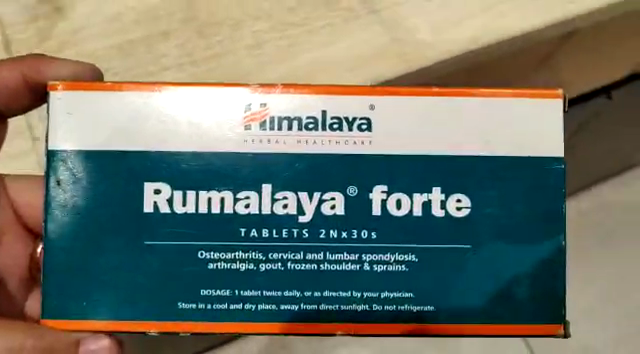 Himalaya®
HERBAL HEALTHCARE
Rumalaya® forte
TABLETS 2Nx30s
Osteoarthritis, cervical and lumbar spondylosis,
arthralgia, gout, frozen shoulder & sprains.
DOSAGE: 1 tablet twice daily, or as directed by your physician.
Store in a cool and dry place, away from direct sunlight. Do not refrigerate.